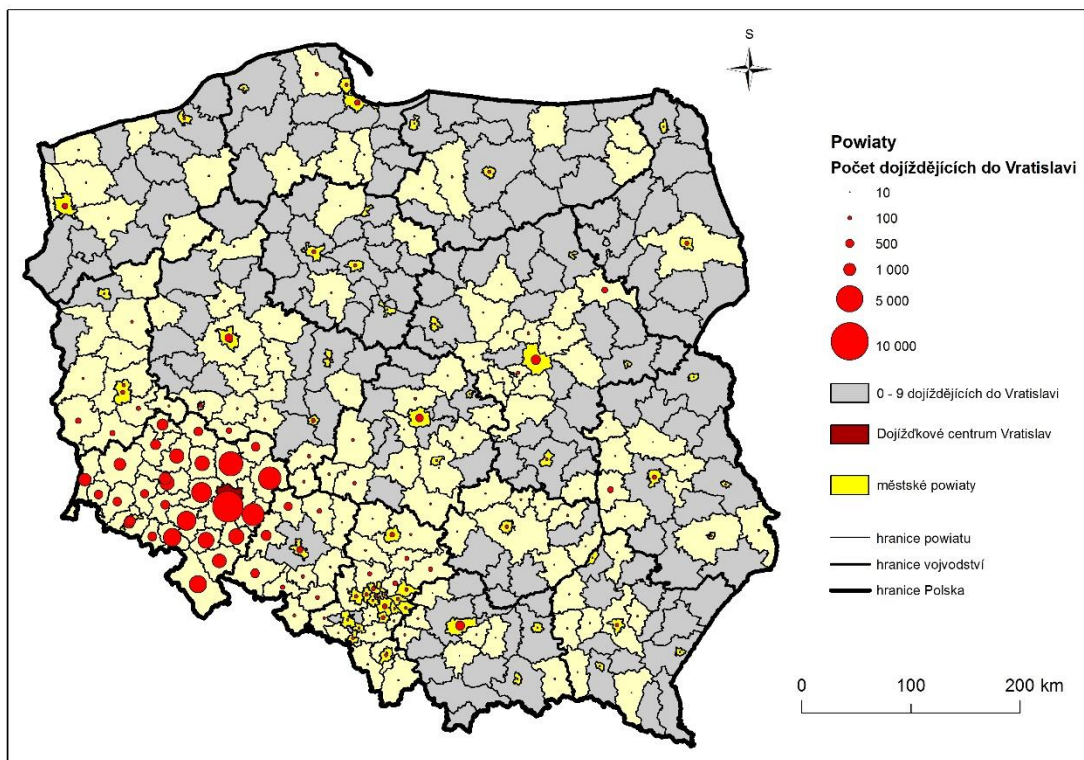 S
Powiaty
Počet dojíždějících do Vratislavi
10
100
500
1 000
5 000
10 000
0 - 9 dojíždějících do Vratislavi
Dojížďkové centrum Vratislav
městské powiaty
hranice powiatu
hranice vojvodství
hranice Polska
0 100 200 km